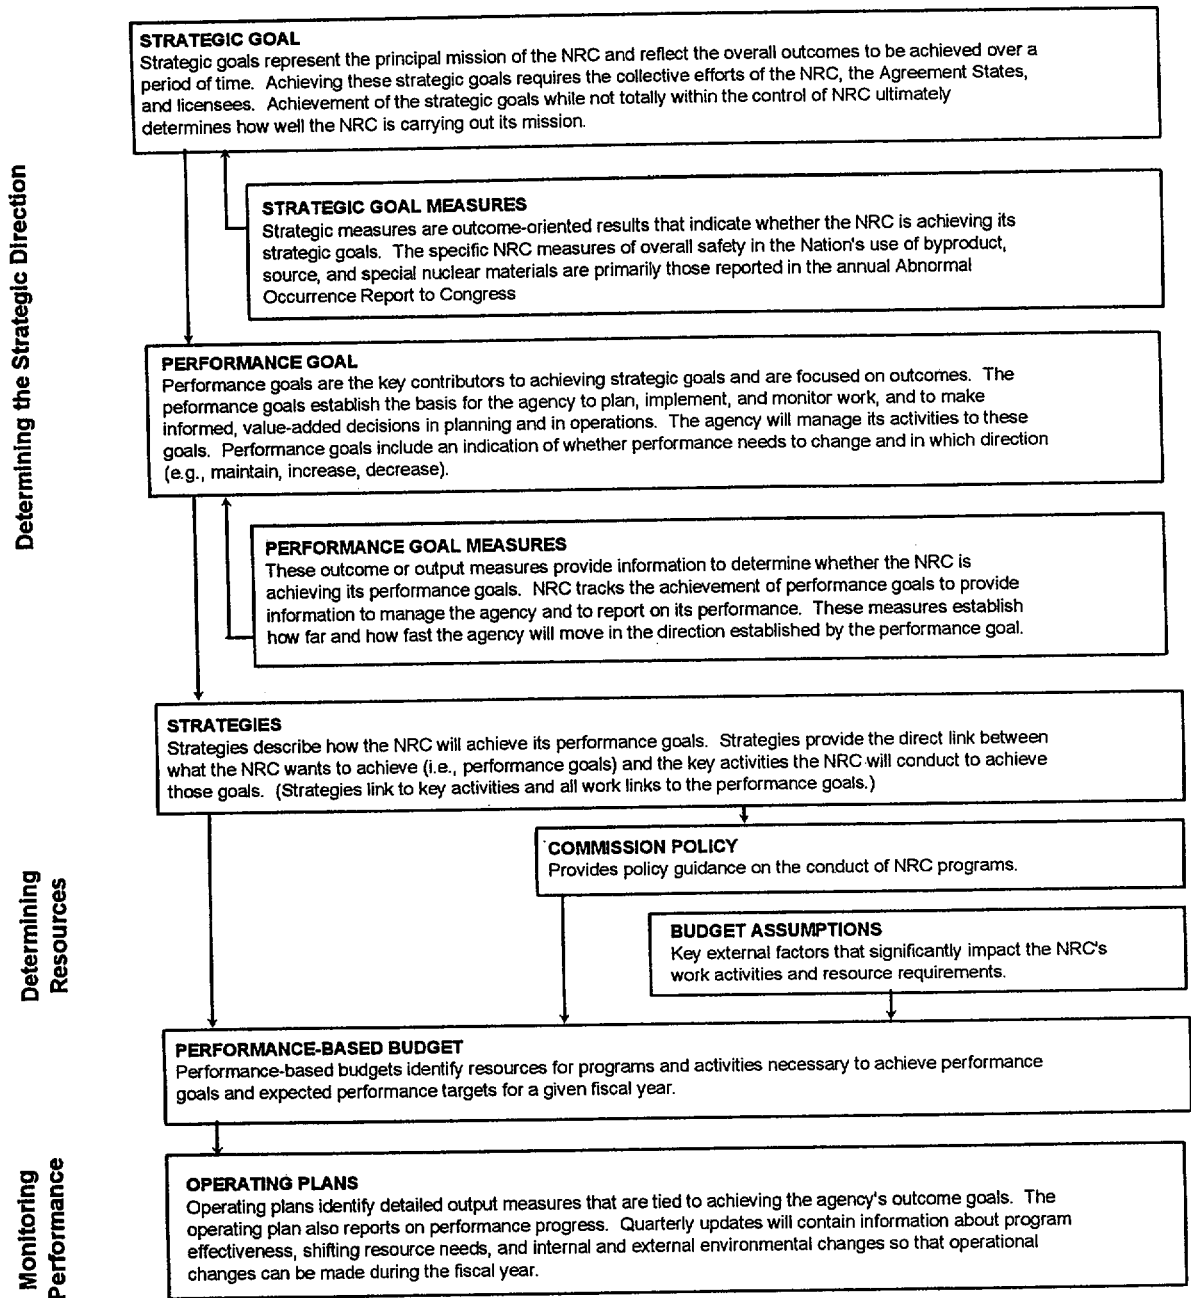 STRATEGIC GOAL
Strategic goals represent the principal mission of the NRC and reflect the overall outcomes to be achieved over a
period of time. Achieving these strategic goals requires the collective efforts of the NRC, the Agreement States,
and licensees. Achievement of the strategic goals while not totally within the control of NRC ultimately
determines how well the NRC is carrying out its mission.
Determining the Strategic Direction
STRATEGIC GOAL MEASURES
Strategic measures are outcome-oriented results that indicate whether the NRC is achieving its
strategic goals. The specific NRC measures of overall safety in the Nation's use of byproduct,
source, and special nuclear materials are primarily those reported in the annual Abnormal
Occurrence Report to Congress
PERFORMANCE GOAL
Performance goals are the key contributors to achieving strategic goals and are focused on outcomes. The
peformance goals establish the basis for the agency to plan, implement, and monitor work, and to make
informed, value-added decisions in planning and in operations. The agency will manage its activities to these
goals. Performance goals include an indication of whether performance needs to change and in which direction
(e.g., maintain, increase, decrease).
PERFORMANCE GOAL MEASURES
These outcome or output measures provide information to determine whether the NRC is
achieving its performance goals. NRC tracks the achievement of performance goals to provide
information to manage the agency and to report on its performance. These measures establish
how far and how fast the agency will move in the direction established by the performance goal.
STRATEGIES
Strategies describe how the NRC will achieve its performance goals. Strategies provide the direct link between
what the NRC wants to achieve (i.e., performance goals) and the key activities the NRC will conduct to achieve
those goals. (Strategies link to key activities and all work links to the performance goals.)
Determining
Resources
COMMISSION POLICY
Provides policy guidance on the conduct of NRC programs.
BUDGET ASSUMPTIONS
Key external factors that significantly impact the NRC's
work activities and resource requirements.
PERFORMANCE-BASED BUDGET
Performance-based budgets identify resources for programs and activities necessary to achieve performance
goals and expected performance targets for a given fiscal year.
Monitoring
Performance
OPERATING PLANS
Operating plans identify detailed output measures that are tied to achieving the agency's outcome goals. The
operating plan also reports on performance progress. Quarterly updates will contain information about program
effectiveness, shifting resource needs, and internal and external environmental changes so that operational
changes can be made during the fiscal year.